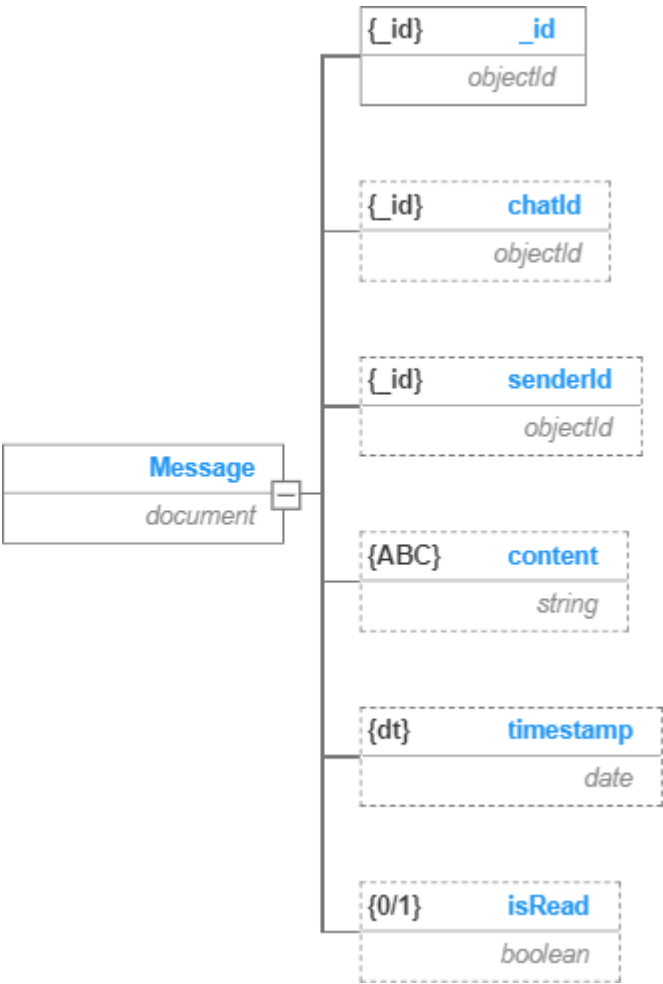 {_id} _id
objectId
{_id} chatId
objectId
{_id} senderId
objectId
Message
document
{ABC} content
string
{dt} timestamp
date
{0/1} isRead
boolean